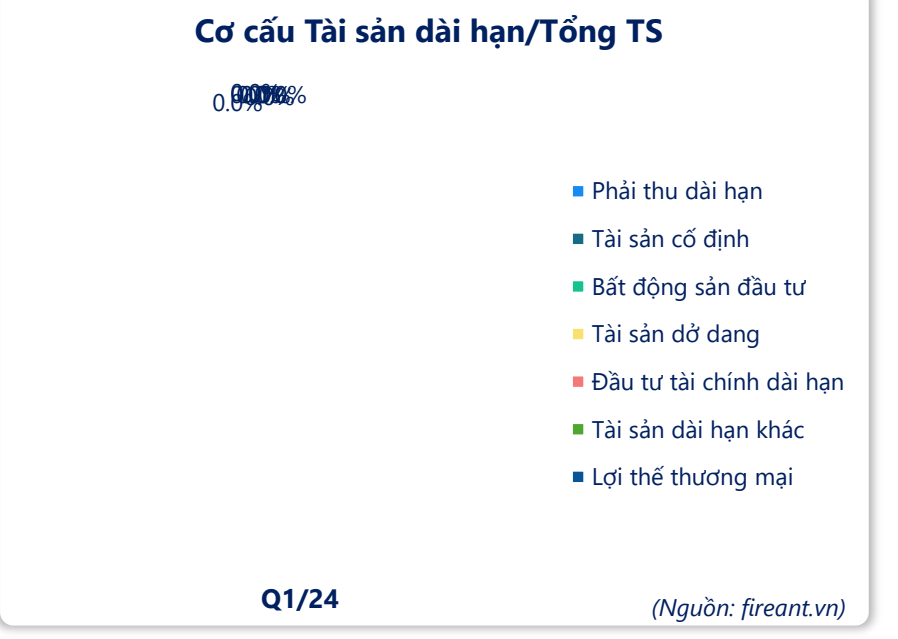 Cơ cấu Tài sản dài hạn/Tổng TS
0.0%
Phải thu dài hạn
Tài sản cố định
Bất động sản đầu tư
Tài sản dở dang
Đầu tư tài chính dài hạn
Tài sản dài hạn khác
Lợi thế thương mại
Q1/24
(Nguồn: fireant.vn)